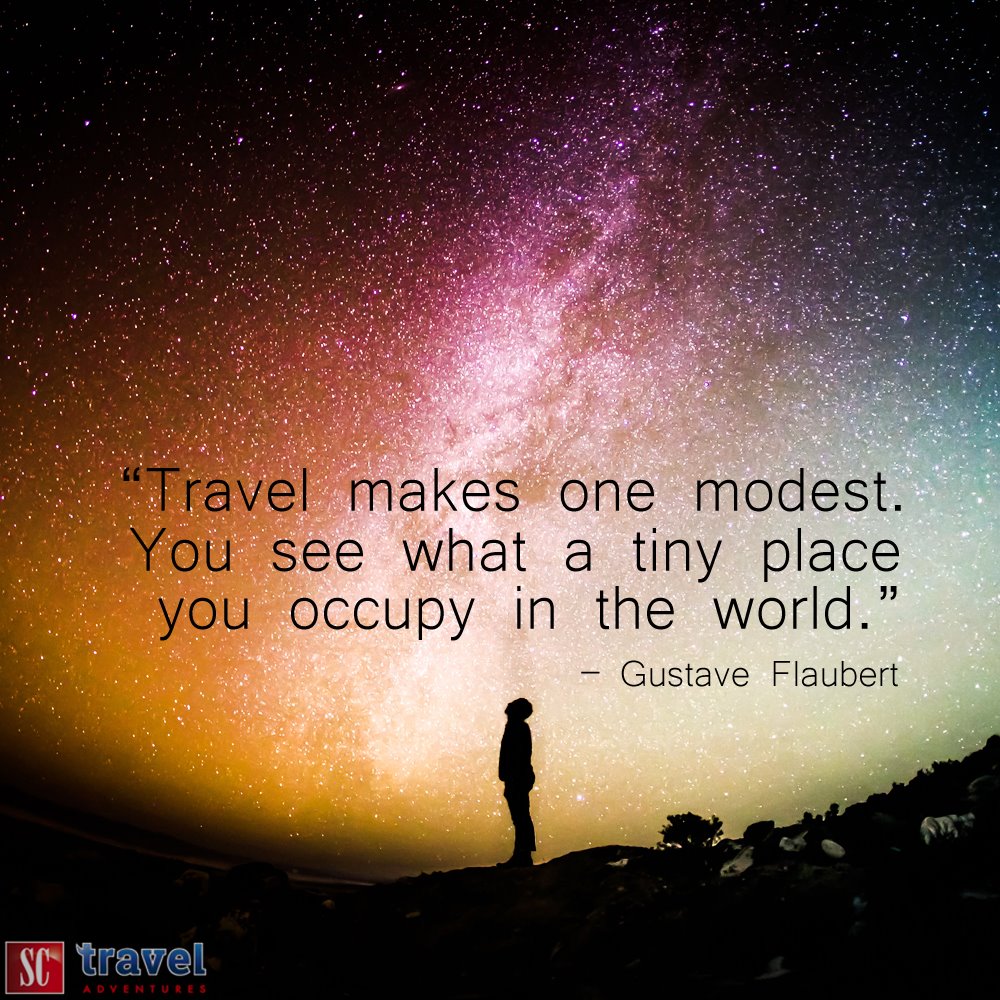 “Travel makes one modest.
You see what a tiny place
you occupy in the world.”
– Gustave Flaubert
SC travel
ADVENTURES